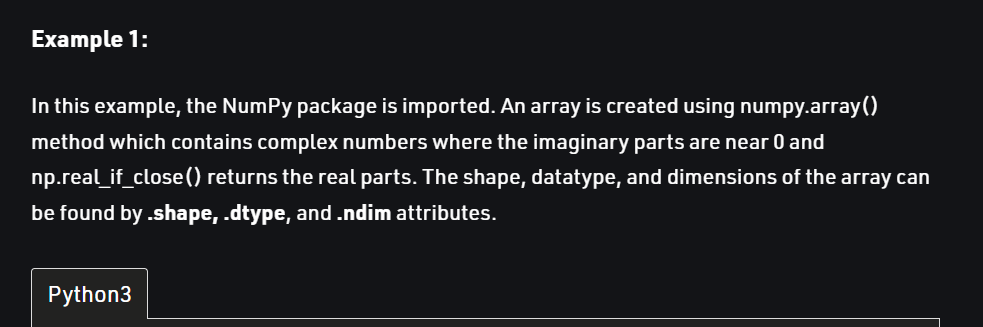 Example 1:
In this example, the NumPy package is imported. An array is created using numpy.array()
method which contains complex numbers where the imaginary parts are near 0 and
np.real_if_close() returns the real parts. The shape, datatype, and dimensions of the array can
be found by .shape, .dtype, and .ndim attributes.
Python3